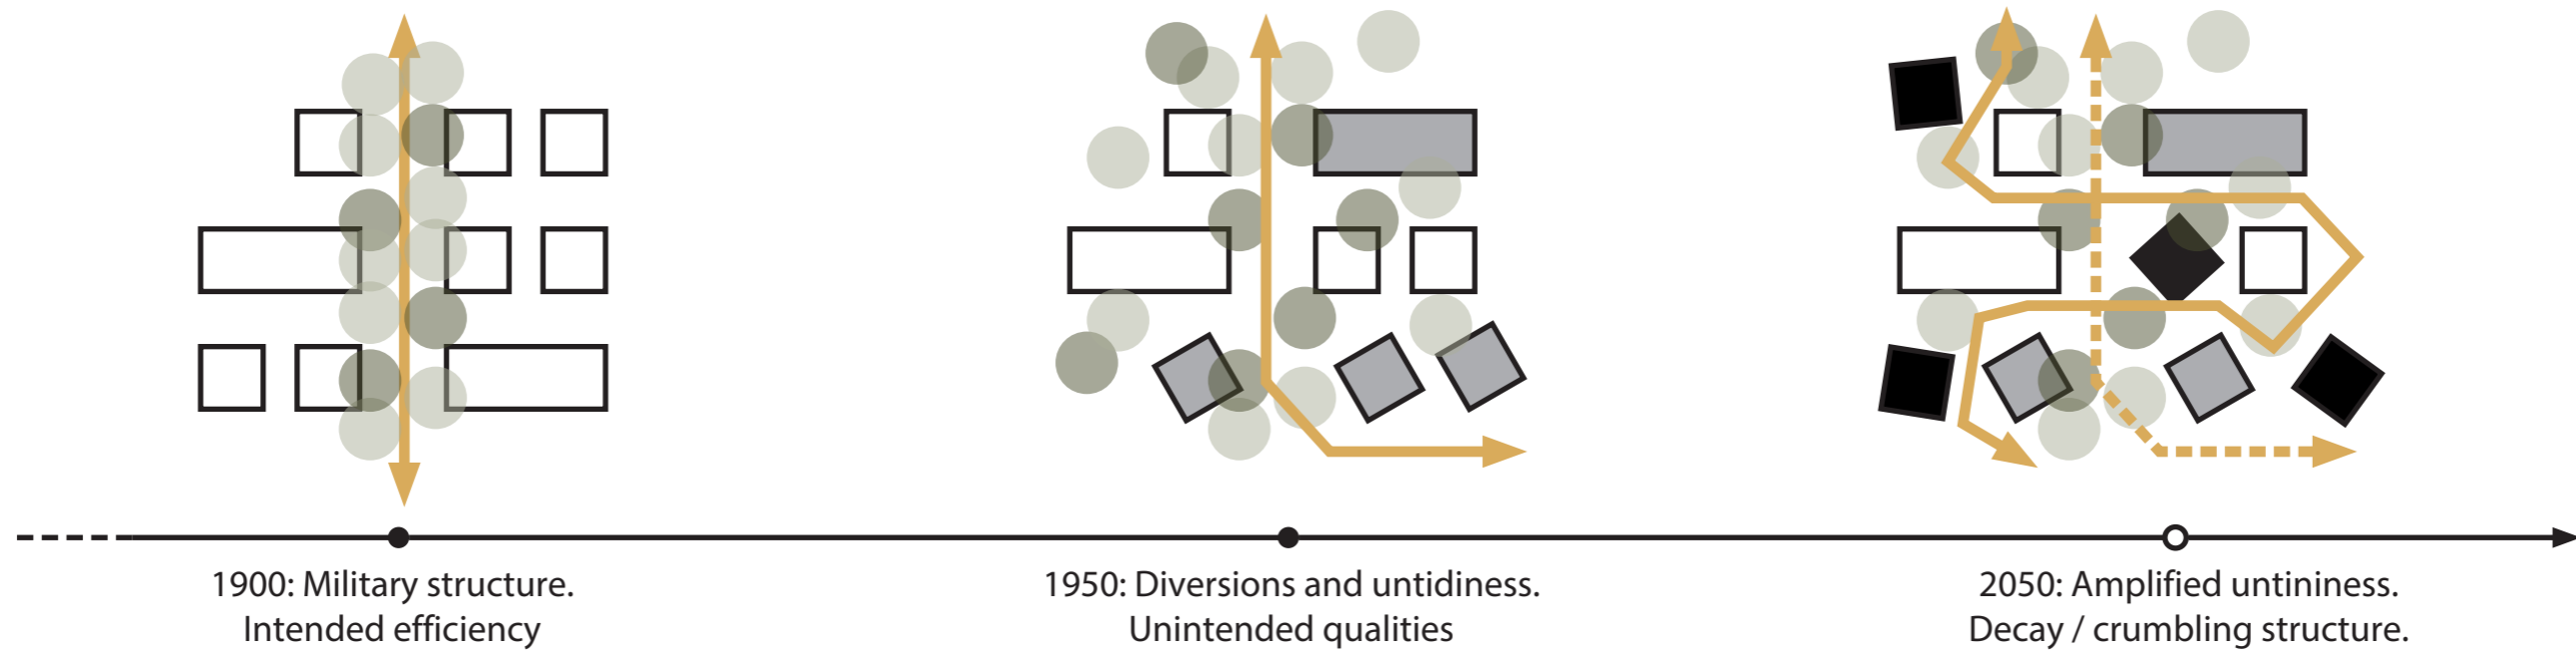 1900: Military structure.
Intended efficiency
1950: Diversions and untidiness.
Unintended qualities
2050: Amplified untininess.
Decay / crumbling structure.